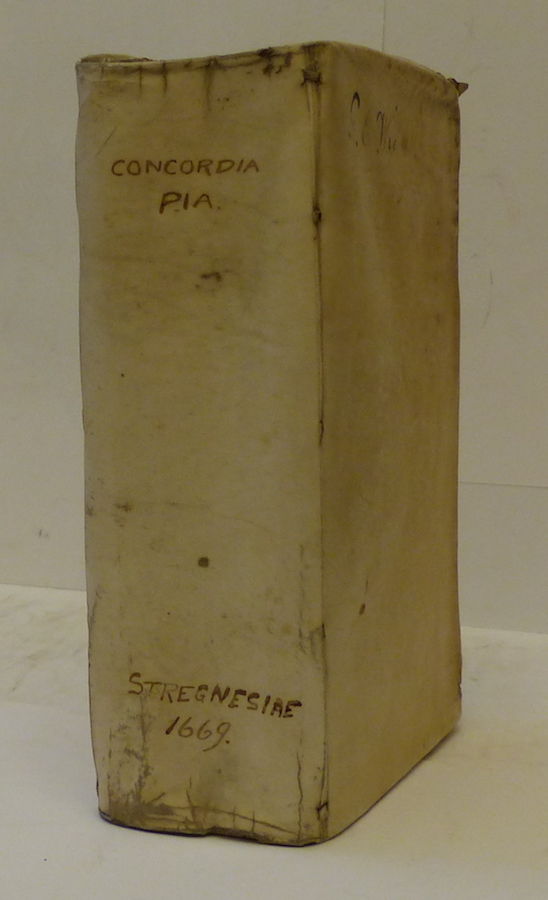 CONCORDIA
PIA.
STREGNESIAE
1669.